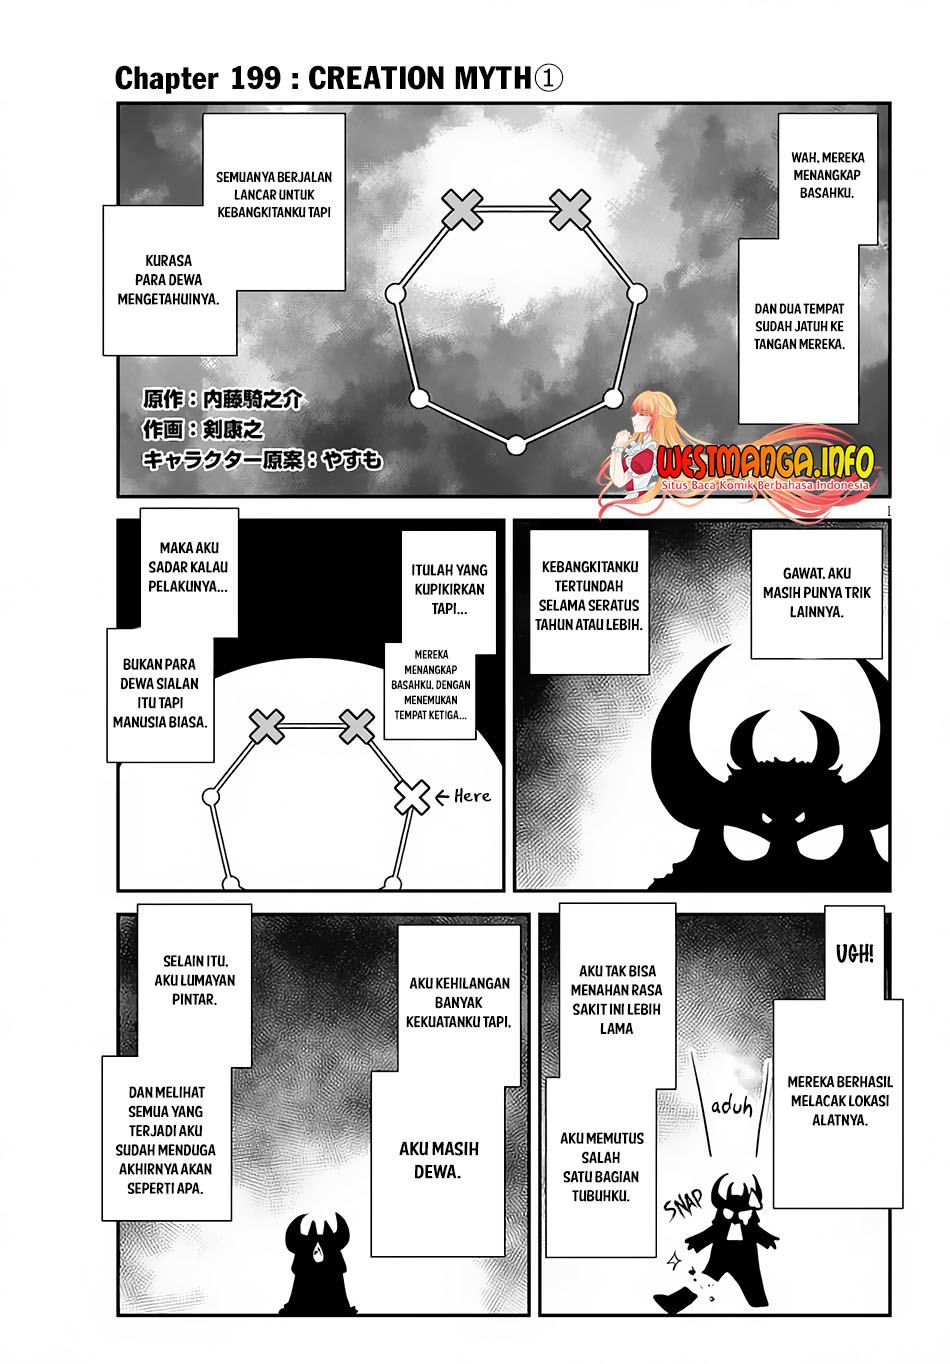 Chapter 199 : CREATION MYTH①
WAH, MEREKA
MENANGKAP
BASAHKU.
DAN DUA TEMPAT
SUDAH JATUH KE
TANGAN MEREKA.
SEMUANYA BERJALAN
LANCAR UNTUK
KEBANGKITANKU TAPI
KURASA
PARA DEWA
MENGETAHUINYA.
原作：内藤騎之介
作画：剣康之
キャラクター原案：やすも
WESTMANGA.INFO
Situs Baca Komik Berbahasa Indonesia
1
GAWAT, AKU
MASIH PUNYA TRIK
LAINNYA.
KEBANGKITANKU
TERTUNDAH
SELAMA SERATUS
TAHUN ATAU LEBIH.
ITULAH YANG
KUPIKIRKAN
TAPI...
MEREKA
MENANGKAP
BASAHKU, DENGAN
MENEMUKAN
TEMPAT KETIGA...
← Here
MAKA AKU
SADAR KALAU
PELAKUNYA...
BUKAN PARA
DEWA SIALAN
ITU TAPI
MANUSIA BIASA.
UGH!
MEREKA BERHASIL
MELACAK LOKASI
ALATNYA.
AKU TAK BISA
MENAHAN RASA
SAKIT INI LEBIH
LAMA
AKU MEMUTUS
SALAH
SATU BAGIAN
TUBUHKU.
aduh
SNAP
AKU KEHILANGAN
BANYAK
KEKUATANKU TAPI,
AKU MASIH
DEWA.
SELAIN ITU,
AKU LUMAYAN
PINTAR.
DAN MELIHAT
SEMUA YANG
TERJADI AKU
SUDAH MENDUGA
AKHIRNYA AKAN
SEPERTI APA.